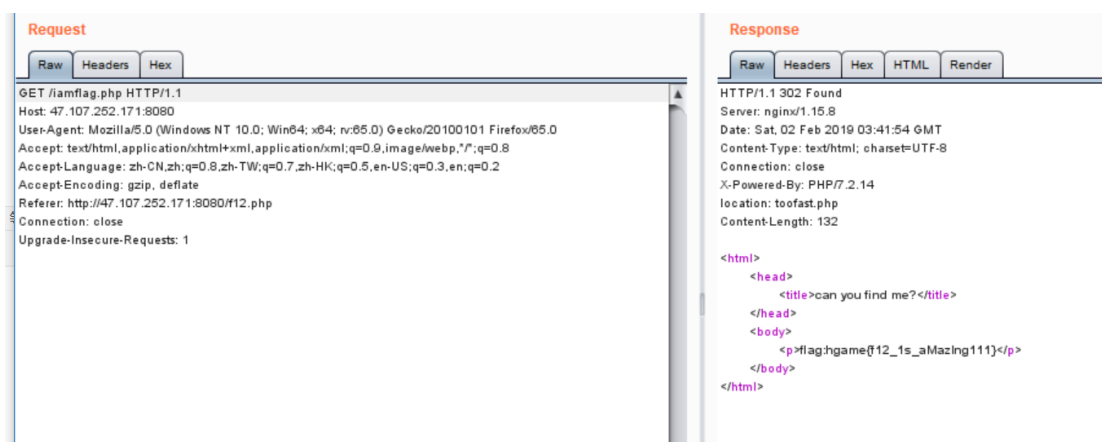 Request
Raw Headers Hex
GET /iamflag.php HTTP/1.1
Host: 47.107.252.171:8080
User-Agent: Mozilla/5.0 (Windows NT 10.0; Win64; x64; rv:65.0) Gecko/20100101 Firefox/65.0
Accept: text/html,application/xhtml+xml,application/xml;q=0.9,image/webp,*/*;q=0.8
Accept-Language: zh-CN,zh;q=0.8,zh-TW;q=0.7,zh-HK;q=0.5,en-US;q=0.3,en;q=0.2
Accept-Encoding: gzip, deflate
Referer: http://47.107.252.171:8080/f12.php
Connection: close
Upgrade-Insecure-Requests: 1
Response
Raw Headers Hex HTML Render
HTTP/1.1 302 Found
Server: nginx/1.15.8
Date: Sat, 02 Feb 2019 03:41:54 GMT
Content-Type: text/html; charset=UTF-8
Connection: close
X-Powered-By: PHP/7.2.14
location: toofast.php
Content-Length: 132
<html>
<head>
<title>can you find me?</title>
</head>
<body>
<p>flag:hgame{f12_1s_aMazIng111}</p>
</body>
</html>